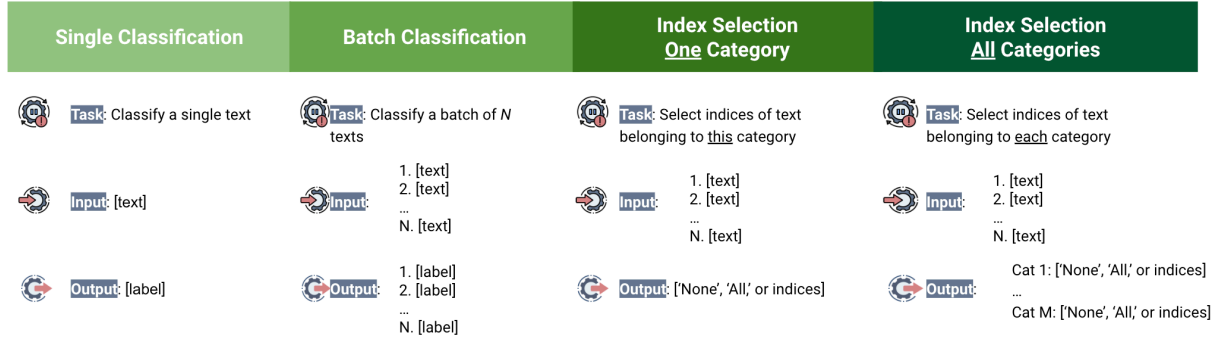 Single Classification
Task: Classify a single text
Input: [text]
Output: [label]
Batch Classification
Task: Classify a batch of N
texts
Input:
1. [text]
2. [text]
...
N. [text]
Output:
1. [label]
2. [label]
...
N. [label]
Index Selection
One Category
Task: Select indices of text
belonging to this category
Input:
1. [text]
2. [text]
...
N. [text]
Output: [‘None’, ‘All,’ or indices]
Index Selection
All Categories
Task: Select indices of text
belonging to each category
Input:
1. [text]
2. [text]
...
N. [text]
Output:
Cat 1: [‘None’, ‘All,’ or indices]
...
Cat M: [‘None’, ‘All,’ or indices]